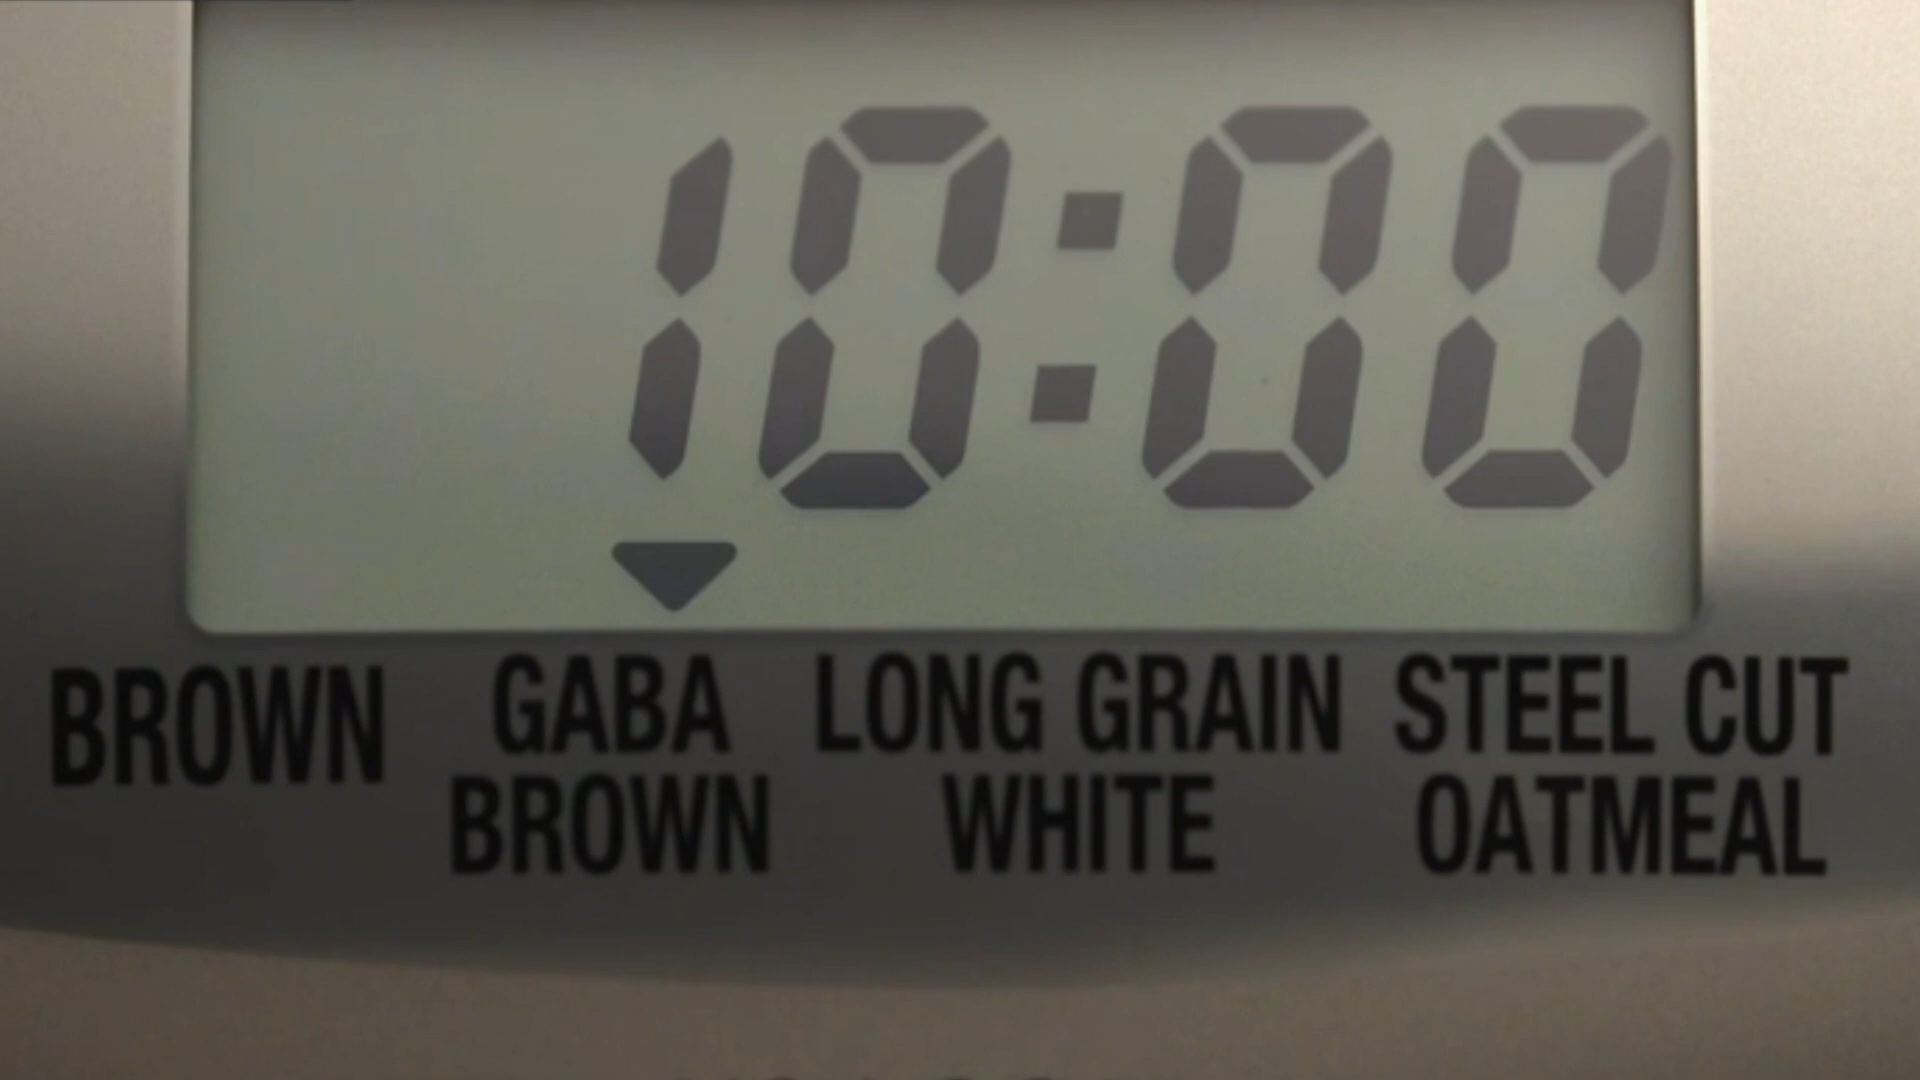 10:00
BROWN
GABA
BROWN
LONG GRAIN
WHITE
STEEL CUT
OATMEAL